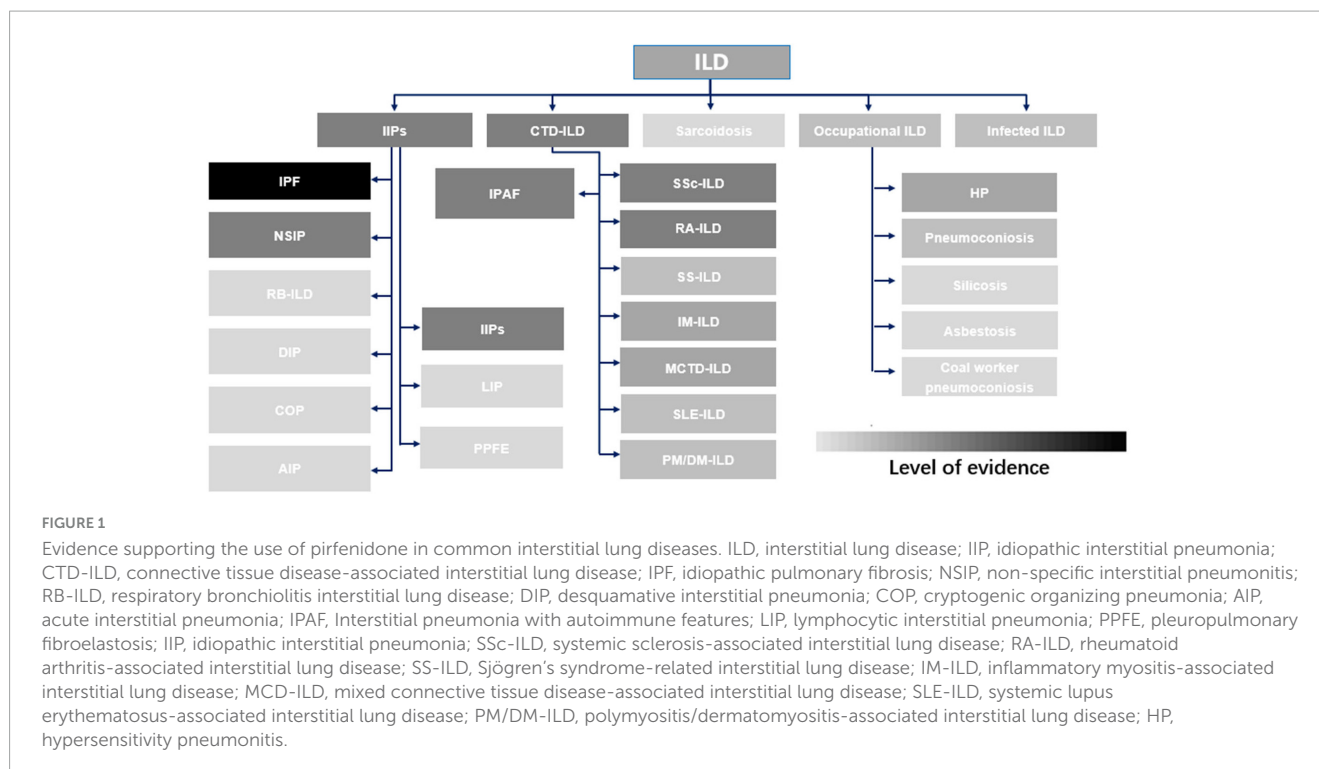 ILD
IIPs
CTD-ILD
Sarcoidosis
Occupational ILD
Infected ILD
IPF
NSIP
RB-ILD
DIP
COP
AIP
IIPs
LIP
PPFE
IPAF
SSc-ILD
RA-ILD
SS-ILD
IM-ILD
MCTD-ILD
SLE-ILD
PM/DM-ILD
HP
Pneumoconiosis
Silicosis
Asbestosis
Coal worker
pneumoconiosis
Level of evidence
FIGURE 1
Evidence supporting the use of pirfenidone in common interstitial lung diseases. ILD, interstitial lung disease; IIP, idiopathic interstitial pneumonia;
CTD-ILD, connective tissue disease-associated interstitial lung disease; IPF, idiopathic pulmonary fibrosis; NSIP, non-specific interstitial pneumonitis;
RB-ILD, respiratory bronchiolitis interstitial lung disease; DIP, desquamative interstitial pneumonia; COP, cryptogenic organizing pneumonia; AIP,
acute interstitial pneumonia; IPAF, Interstitial pneumonia with autoimmune features; LIP, lymphocytic interstitial pneumonia; PPFE, pleuropulmonary
fibroelastosis; IIP, idiopathic interstitial pneumonia; SSc-ILD, systemic sclerosis-associated interstitial lung disease; RA-ILD, rheumatoid
arthritis-associated interstitial lung disease; SS-ILD, Sjögren's syndrome-related interstitial lung disease; IM-ILD, inflammatory myositis-associated
interstitial lung disease; MCD-ILD, mixed connective tissue disease-associated interstitial lung disease; SLE-ILD, systemic lupus
erythematosus-associated interstitial lung disease; PM/DM-ILD, polymyositis/dermatomyositis-associated interstitial lung disease; HP,
hypersensitivity pneumonitis.